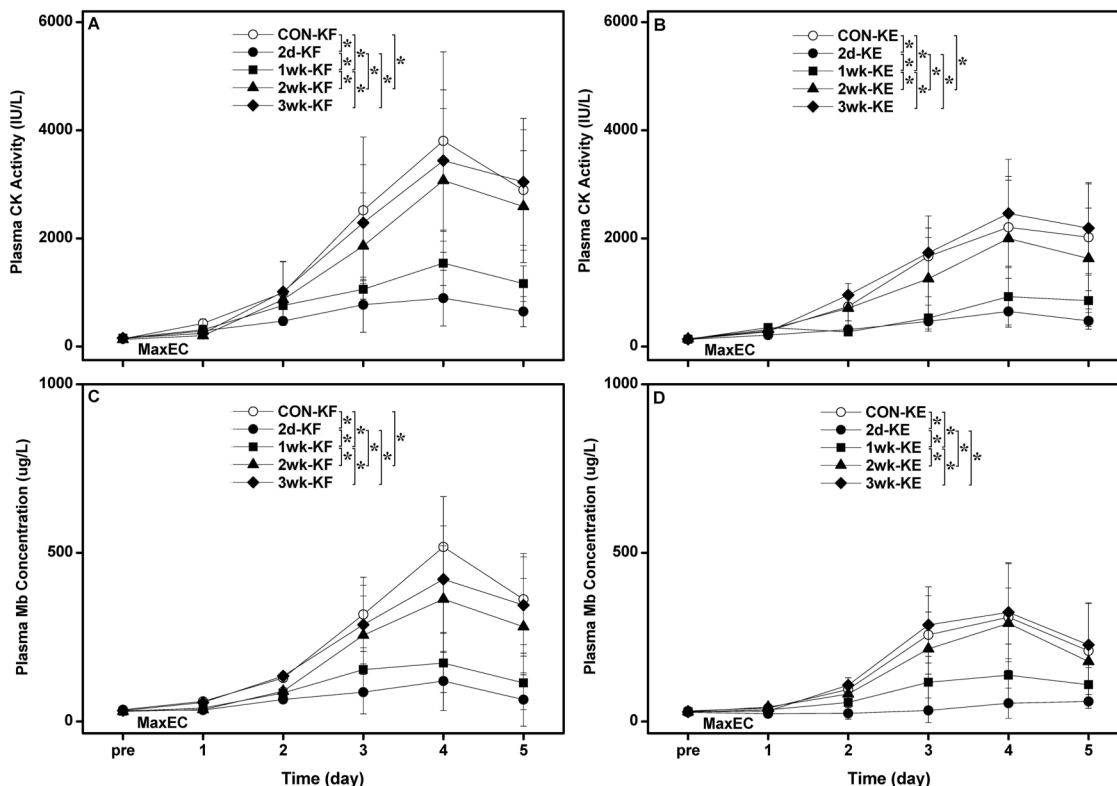 A
CON-KF
2d-KF
1wk-KF
2wk-KF
3wk-KF
* * * * * * * * *
Plasma CK Activity (IU/L)
6000
4000
2000
0
MaxEC
B
CON-KE
2d-KE
1wk-KE
2wk-KE
3wk-KE
* * * * * * * * *
Plasma CK Activity (IU/L)
6000
4000
2000
0
MaxEC
C
CON-KF
2d-KF
1wk-KF
2wk-KF
3wk-KF
* * * * * * * *
Plasma Mb Concentration (ug/L)
1000
500
0
MaxEC
pre 1 2 3 4 5
Time (day)
D
CON-KE
2d-KE
1wk-KE
2wk-KE
3wk-KE
* * * * * * *
Plasma Mb Concentration (ug/L)
1000
500
0
MaxEC
pre 1 2 3 4 5
Time (day)